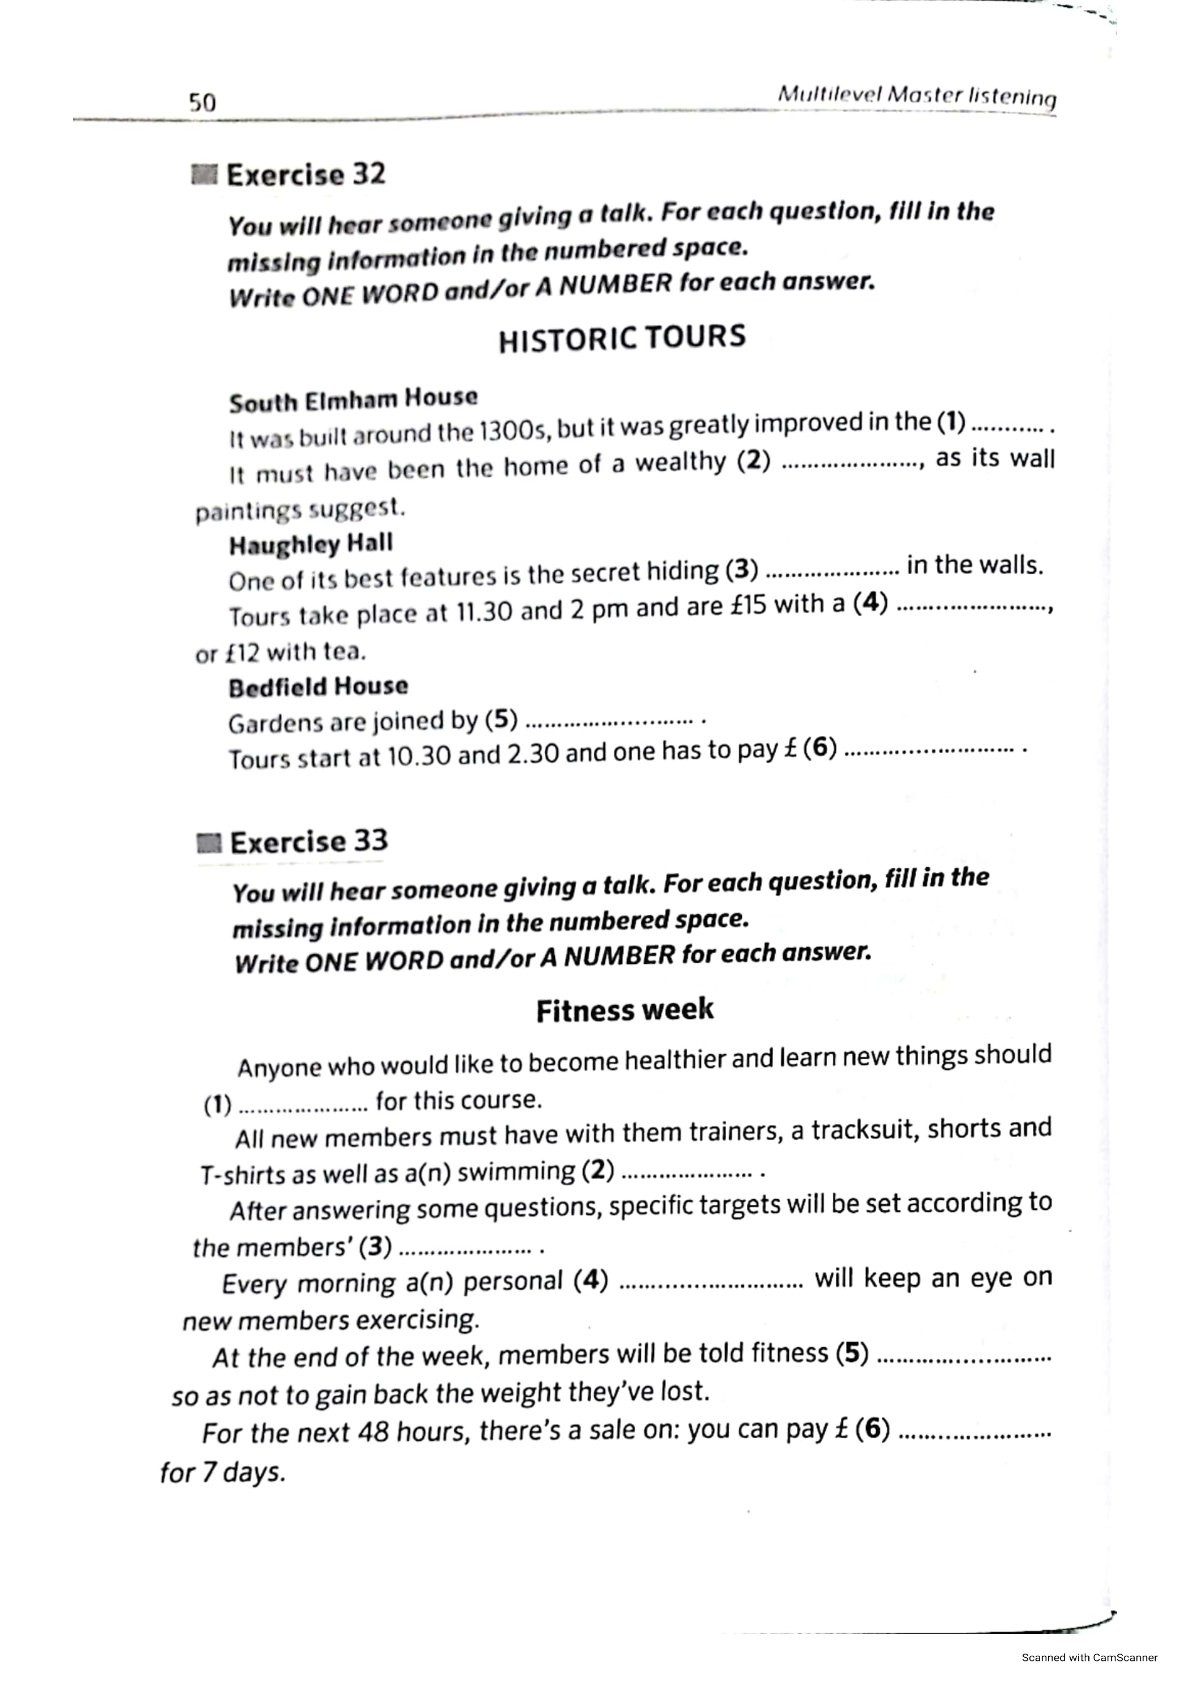 50
Multilevel Master listening
Exercise 32
You will hear someone giving a talk. For each question, fill in the
missing information in the numbered space.
Write ONE WORD and/or A NUMBER for each answer.
HISTORIC TOURS
South Elmham House
It was built around the 1300s, but it was greatly improved in the (1) ........... .
It must have been the home of a wealthy (2) ....................., as its wall
paintings suggest.
Haughley Hall
One of its best features is the secret hiding (3) ..................... in the walls.
Tours take place at 11.30 and 2 pm and are £15 with a (4) ........................,
or £12 with tea.
Bedfield House
Gardens are joined by (5) .......................... .
Tours start at 10.30 and 2.30 and one has to pay £ (6) ........................... .
Exercise 33
You will hear someone giving a talk. For each question, fill in the
missing information in the numbered space.
Write ONE WORD and/or A NUMBER for each answer.
Fitness week
Anyone who would like to become healthier and learn new things should
(1) ..................... for this course.
All new members must have with them trainers, a tracksuit, shorts and
T-shirts as well as a(n) swimming (2) ..................... .
After answering some questions, specific targets will be set according to
the members' (3) ..................... .
Every morning a(n) personal (4) ............................. will keep an eye on
new members exercising.
At the end of the week, members will be told fitness (5) ...........................
so as not to gain back the weight they've lost.
For the next 48 hours, there's a sale on: you can pay £ (6) ........................
for 7 days.
Scanned with CamScanner